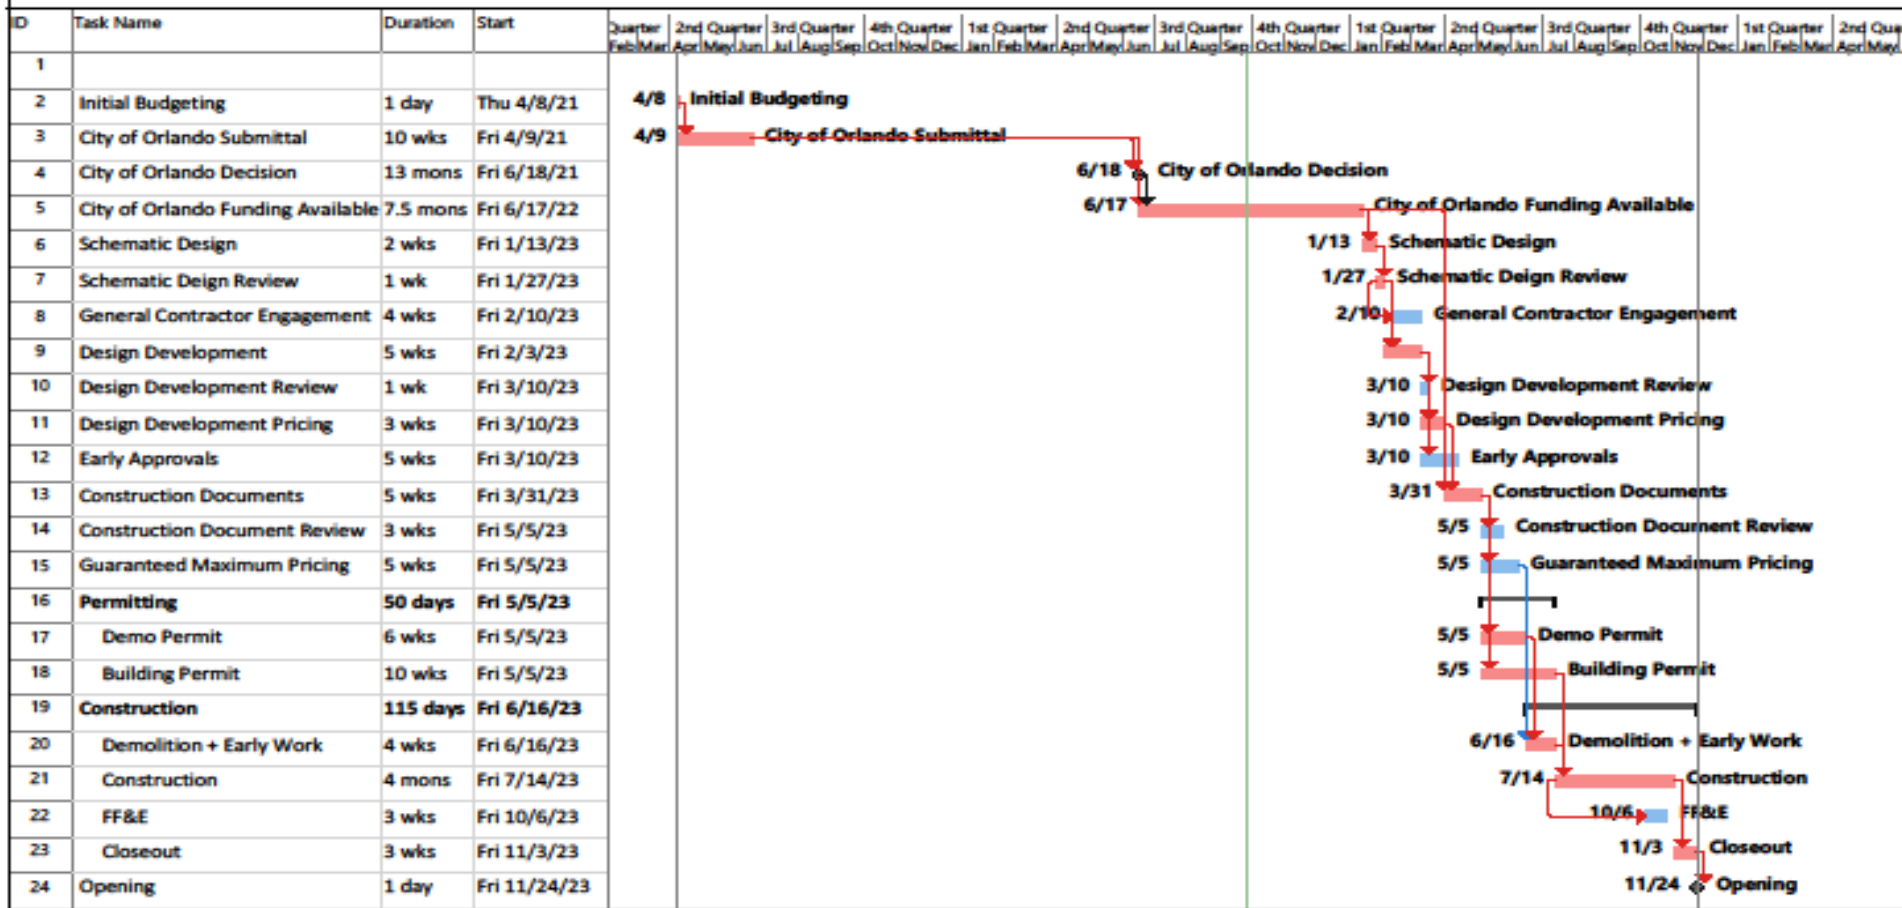 ID Task Name Duration Start Quarter 2nd Quarter 3rd Quarter 4th Quarter 1st Quarter 2nd Quarter 3rd Quarter 4th Quarter 1st Quarter 2nd Quarter 3rd Quarter 4th Quarter 1st Quarter 2nd Qua
Feb Mar Apr May Jun Jul Aug Sep Oct Nov Dec Jan Feb Mar Apr May Jun Jul Aug Sep Oct Nov Dec Jan Feb Mar Apr May Jun Jul Aug Sep Oct Nov Dec Jan Feb Mar Apr May
1
2 Initial Budgeting 1 day Thu 4/8/21 4/8 Initial Budgeting
3 City of Orlando Submittal 10 wks Fri 4/9/21 4/9 City of Orlando Submittal
4 City of Orlando Decision 13 mons Fri 6/18/21 6/18 City of Orlando Decision
5 City of Orlando Funding Available 7.5 mons Fri 6/17/22 6/17 City of Orlando Funding Available
6 Schematic Design 2 wks Fri 1/13/23 1/13 Schematic Design
7 Schematic Deign Review 1 wk Fri 1/27/23 1/27 Schematic Deign Review
8 General Contractor Engagement 4 wks Fri 2/10/23 2/10 General Contractor Engagement
9 Design Development 5 wks Fri 2/3/23
10 Design Development Review 1 wk Fri 3/10/23 3/10 Design Development Review
11 Design Development Pricing 3 wks Fri 3/10/23 3/10 Design Development Pricing
12 Early Approvals 5 wks Fri 3/10/23 3/10 Early Approvals
13 Construction Documents 5 wks Fri 3/31/23 3/31 Construction Documents
14 Construction Document Review 3 wks Fri 5/5/23 5/5 Construction Document Review
15 Guaranteed Maximum Pricing 5 wks Fri 5/5/23 5/5 Guaranteed Maximum Pricing
16 Permitting 50 days Fri 5/5/23
17 Demo Permit 6 wks Fri 5/5/23 5/5 Demo Permit
18 Building Permit 10 wks Fri 5/5/23 5/5 Building Permit
19 Construction 115 days Fri 6/16/23
20 Demolition + Early Work 4 wks Fri 6/16/23 6/16 Demolition + Early Work
21 Construction 4 mons Fri 7/14/23 7/14 Construction
22 FF&E 3 wks Fri 10/6/23 10/6 FF&E
23 Closeout 3 wks Fri 11/3/23 11/3 Closeout
24 Opening 1 day Fri 11/24/23 11/24 Opening